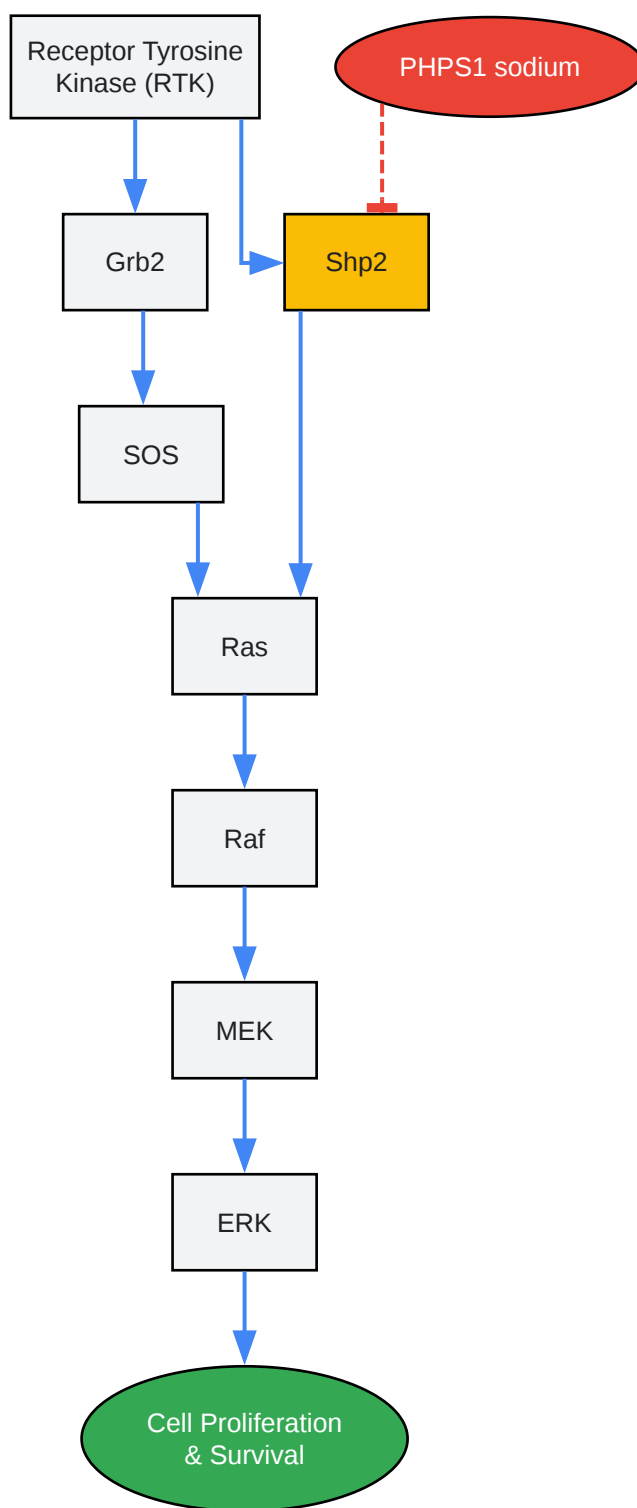 Receptor Tyrosine
Kinase (RTK)
PHPS1 sodium
Grb2
Shp2
SOS
Ras
Raf
MEK
ERK
Cell Proliferation
& Survival